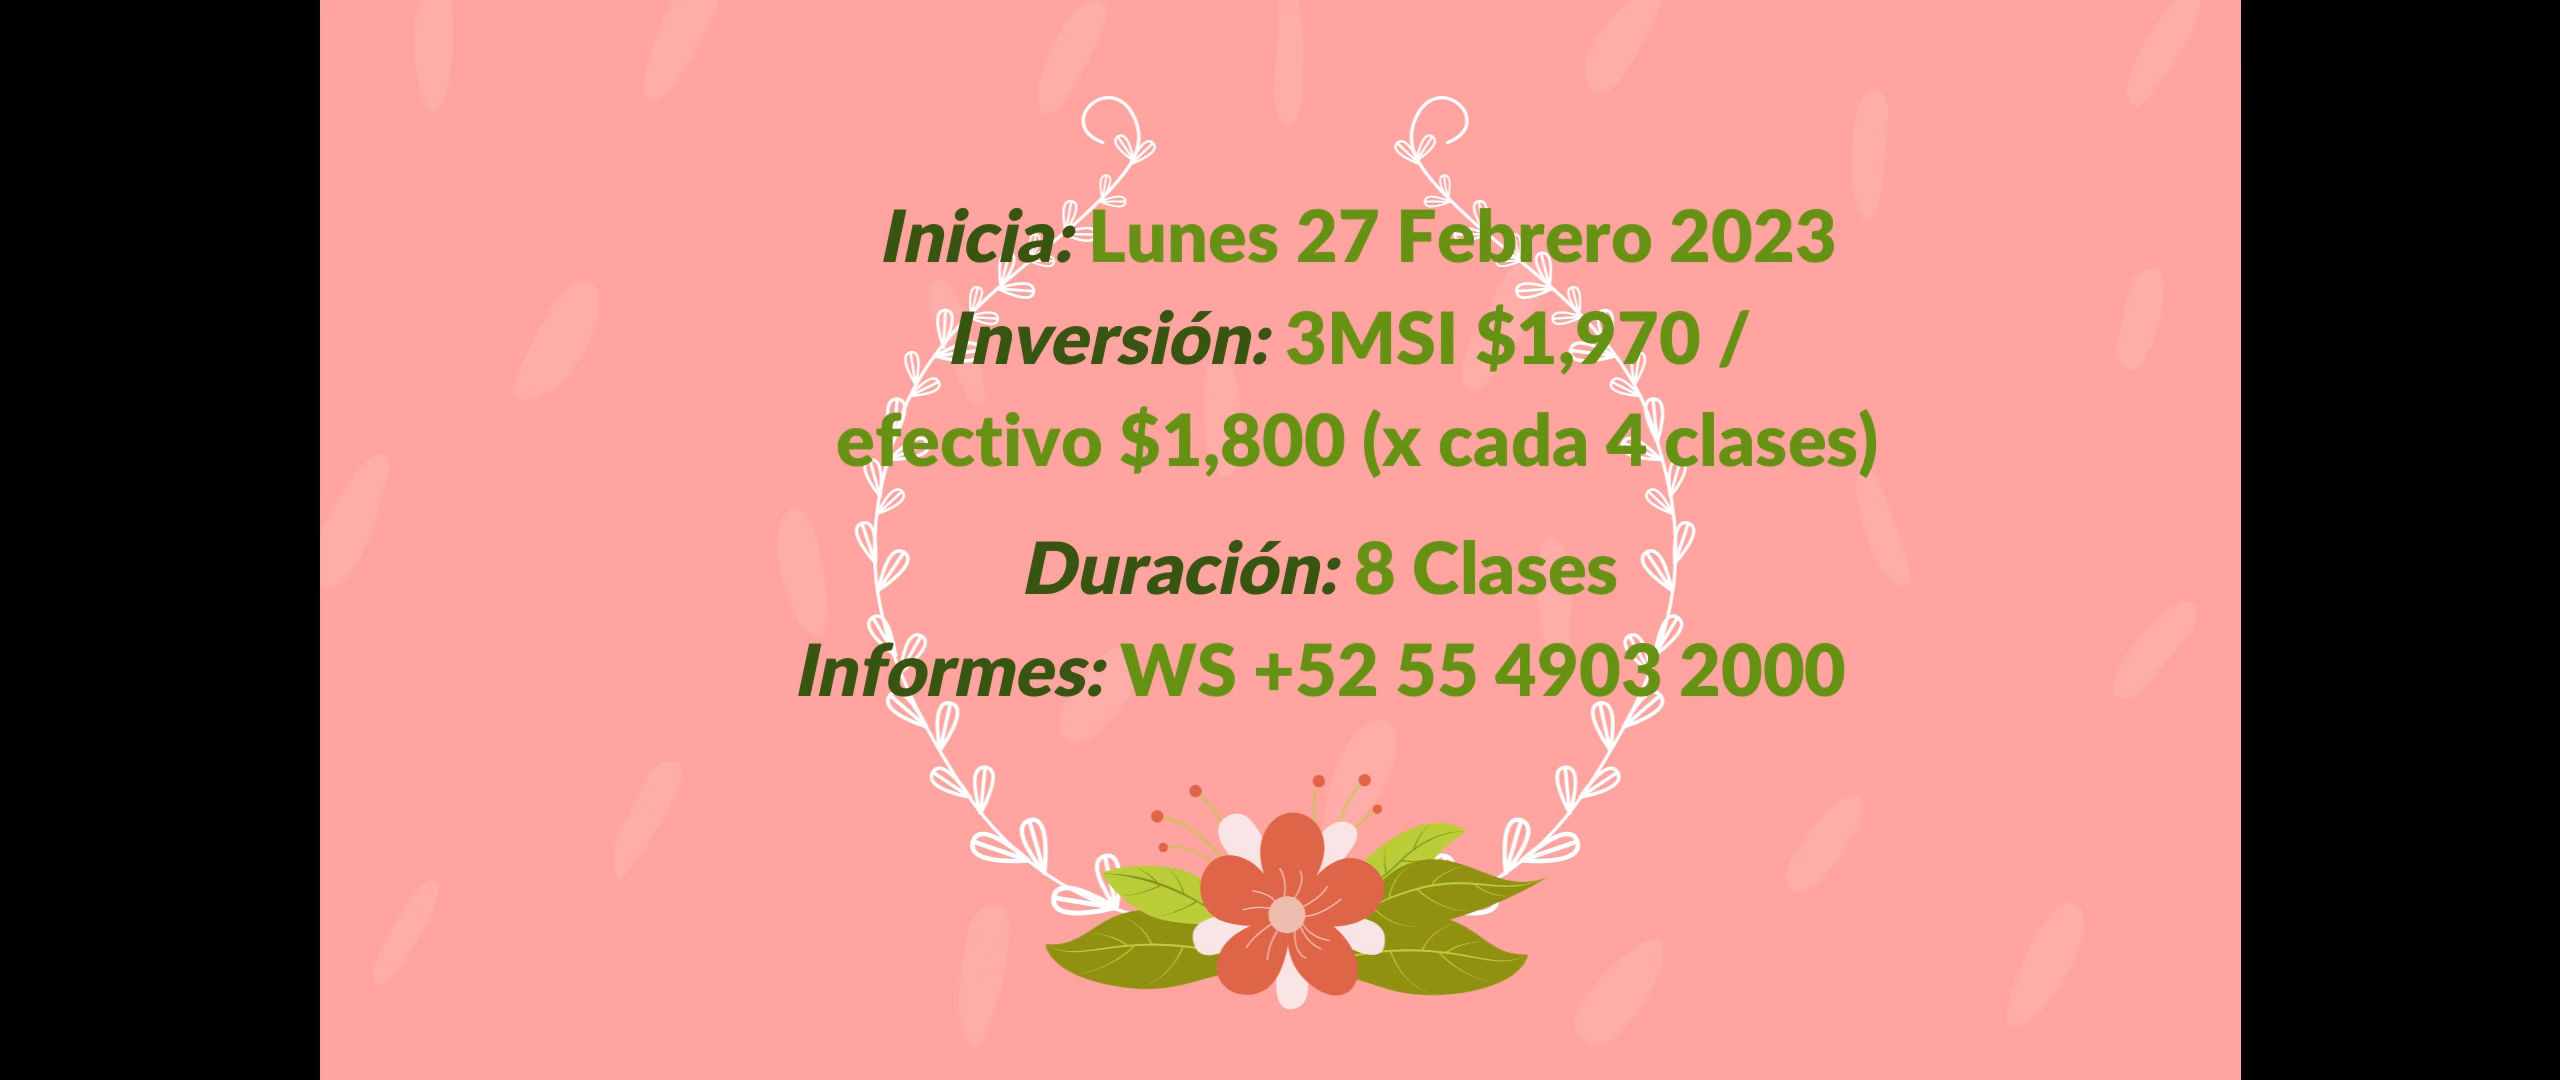 Inicia: Lunes 27 Febrero 2023
Inversión: 3MSI $1,970 /
efectivo $1,800 (x cada 4 clases)
Duración: 8 Clases
Informes: WS +52 55 4903 2000